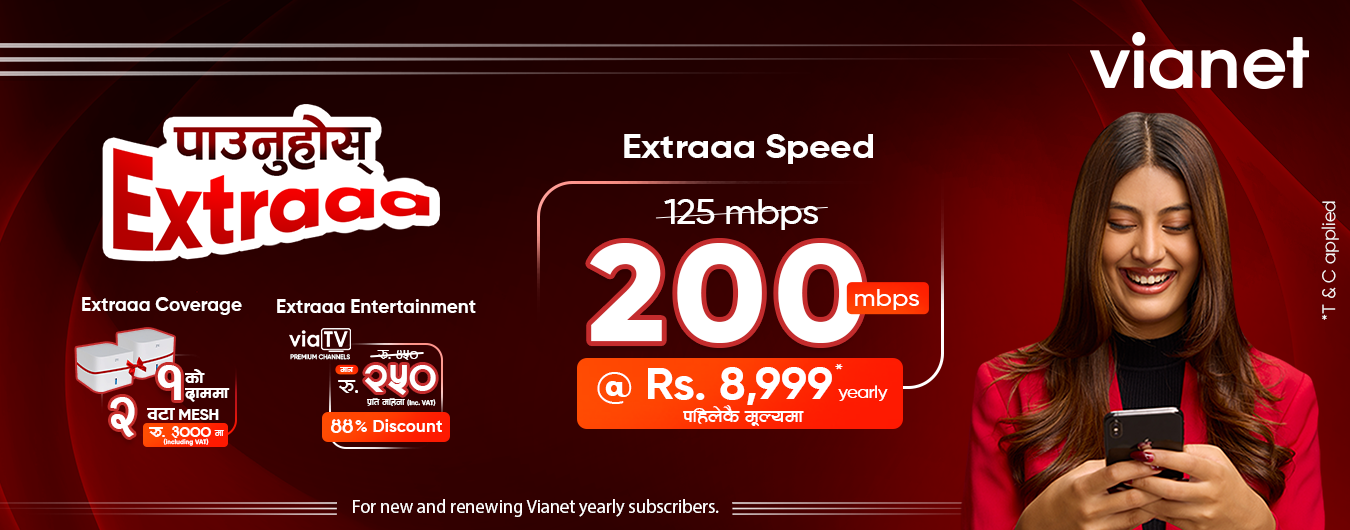 vianet
पाउनुहोस्
Extraaa
Extraaa Speed
125 mbps
200 mbps
@ Rs. 8,999* yearly
पहिलेकै मूल्यमा
Extraaa Coverage
१ को दाममा
२ वटा MESH
रु. ३००० मा
(Including VAT)
Extraaa Entertainment
viaTV
PREMIUM CHANNELS
रु. ४५०
मात्र
रु. २५०
प्रति महिना (Inc. VAT)
४४% Discount
*T & C applied
For new and renewing Vianet yearly subscribers.